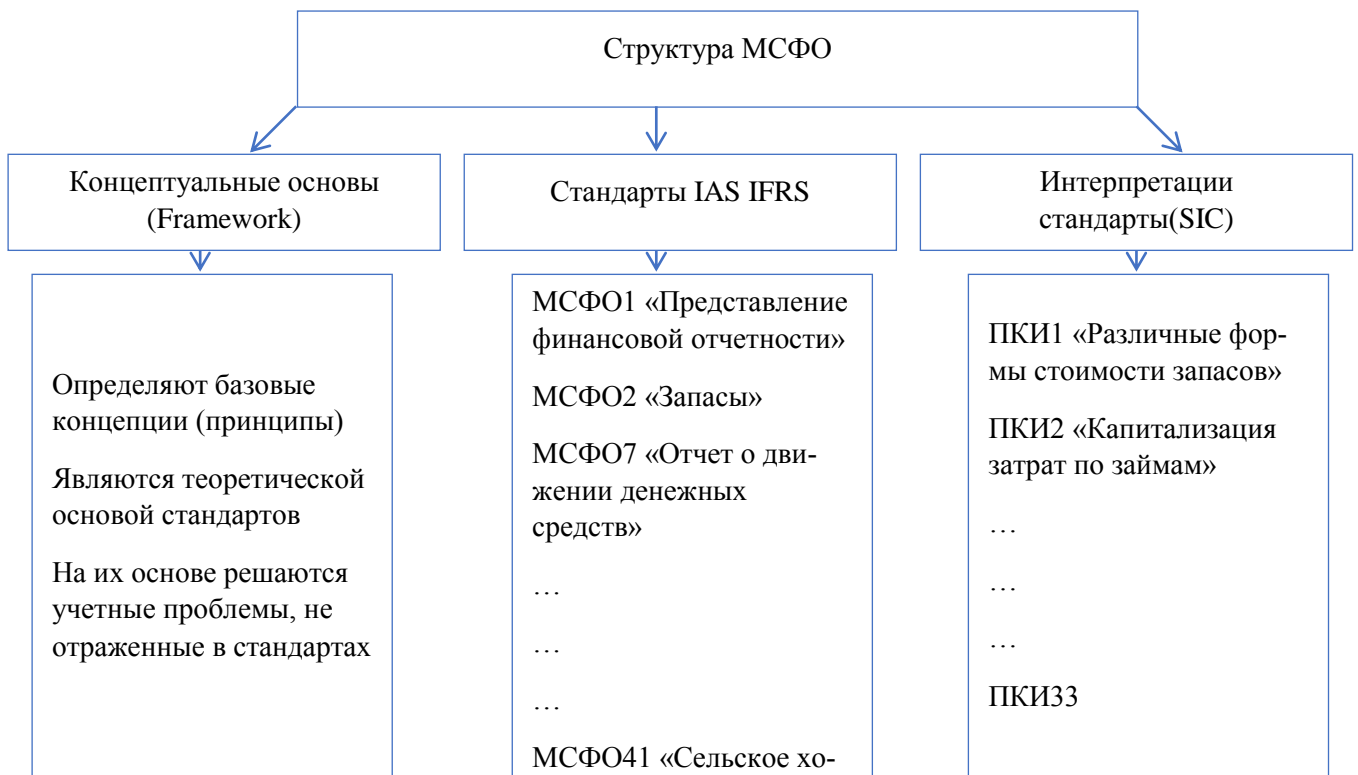 Структура МСФО
Концептуальные основы
(Framework)
Стандарты IAS IFRS
Интерпретации
стандарты(SIC)
Определяют базовые
концепции (принципы)
Являются теоретической
основой стандартов
На их основе решаются
учетные проблемы, не
отраженные в стандартах
МСФО1 «Представление
финансовой отчетности»
МСФО2 «Запасы»
МСФО7 «Отчет о дви-
жении денежных
средств»
…
…
…
МСФО41 «Сельское хо-
ПКИ1 «Различные фор-
мы стоимости запасов»
ПКИ2 «Капитализация
затрат по займам»
…
…
…
ПКИ33